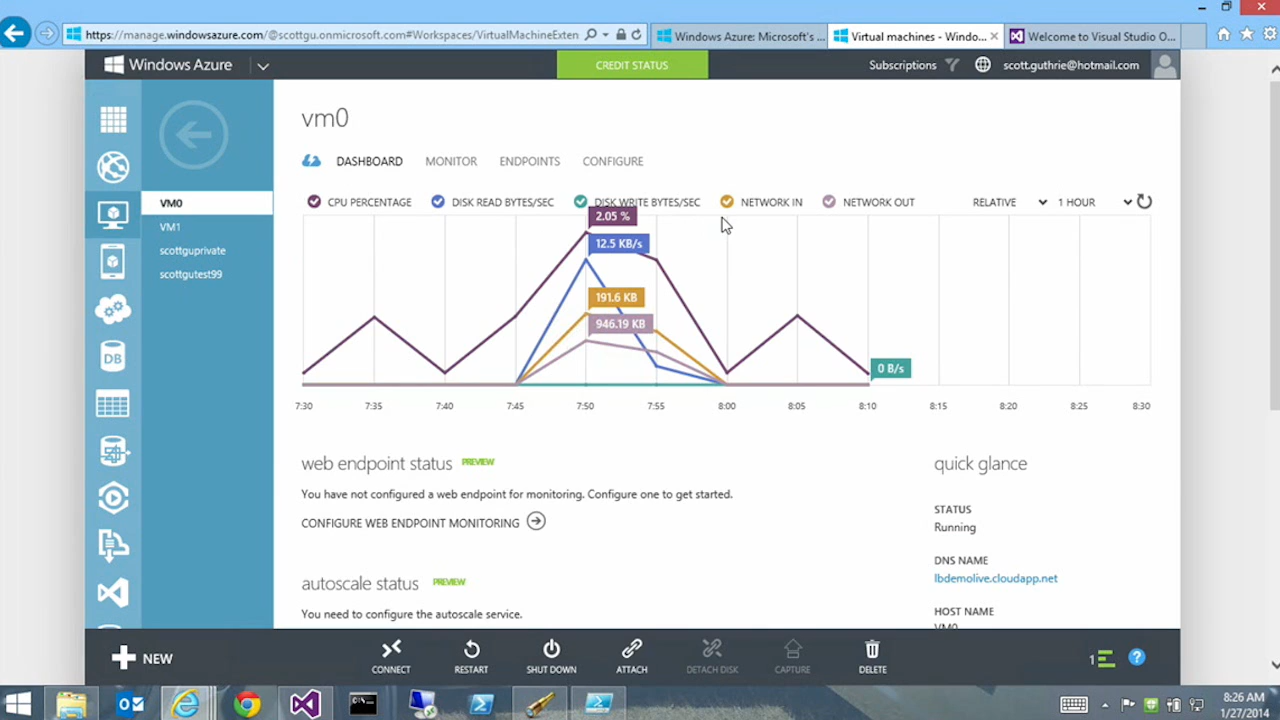 https://manage.windowsazure.com/@scottgu.onmicrosoft.com#Workspaces/VirtualMachineExten
Windows Azure: Microsoft's ...
Virtual machines - Windo...
Welcome to Visual Studio O...
Windows Azure
CREDIT STATUS
Subscriptions
scott.guthrie@hotmail.com
vm0
DASHBOARD MONITOR ENDPOINTS CONFIGURE
VM0
VM1
scottguprivate
scottgutest99
DB
CPU PERCENTAGE DISK READ BYTES/SEC DISK WRITE BYTES/SEC NETWORK IN NETWORK OUT RELATIVE 1 HOUR
2.05 %
12.5 KB/s
191.6 KB
946.19 KB
0 B/s
7:30 7:35 7:40 7:45 7:50 7:55 8:00 8:05 8:10 8:15 8:20 8:25 8:30
web endpoint status PREVIEW
You have not configured a web endpoint for monitoring. Configure one to get started.
CONFIGURE WEB ENDPOINT MONITORING
autoscale status PREVIEW
You need to configure the autoscale service.
quick glance
STATUS
Running
DNS NAME
lbdemolive.cloudapp.net
HOST NAME
VM0
NEW
CONNECT RESTART SHUT DOWN ATTACH DETACH DISK CAPTURE DELETE
1
?
8:26 AM
1/27/2014